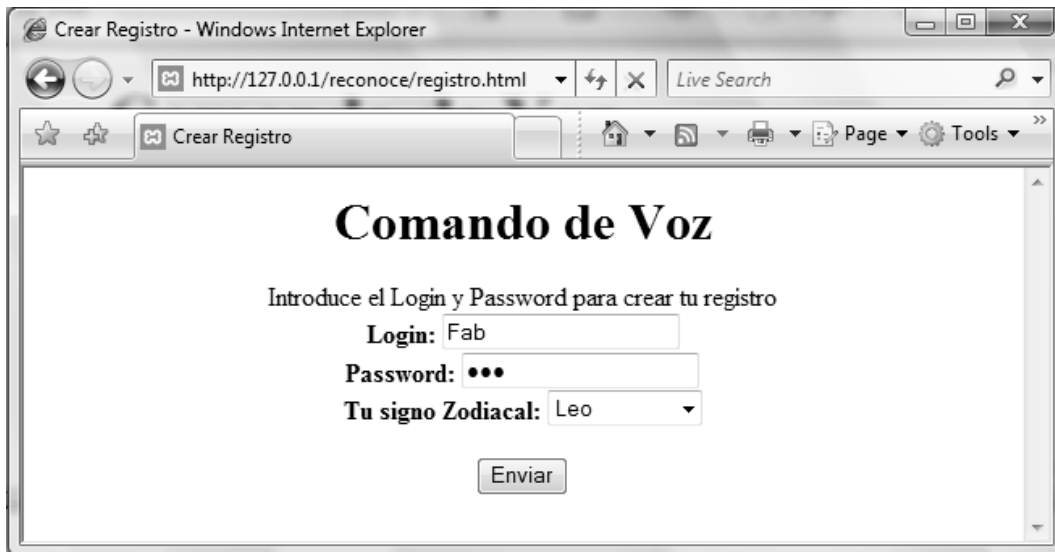 Crear Registro - Windows Internet Explorer
http://127.0.0.1/reconoce/registro.html Live Search
Crear Registro Page Tools
Comando de Voz
Introduce el Login y Password para crear tu registro
Login: Fab
Password: •••
Tu signo Zodiacal: Leo
Enviar